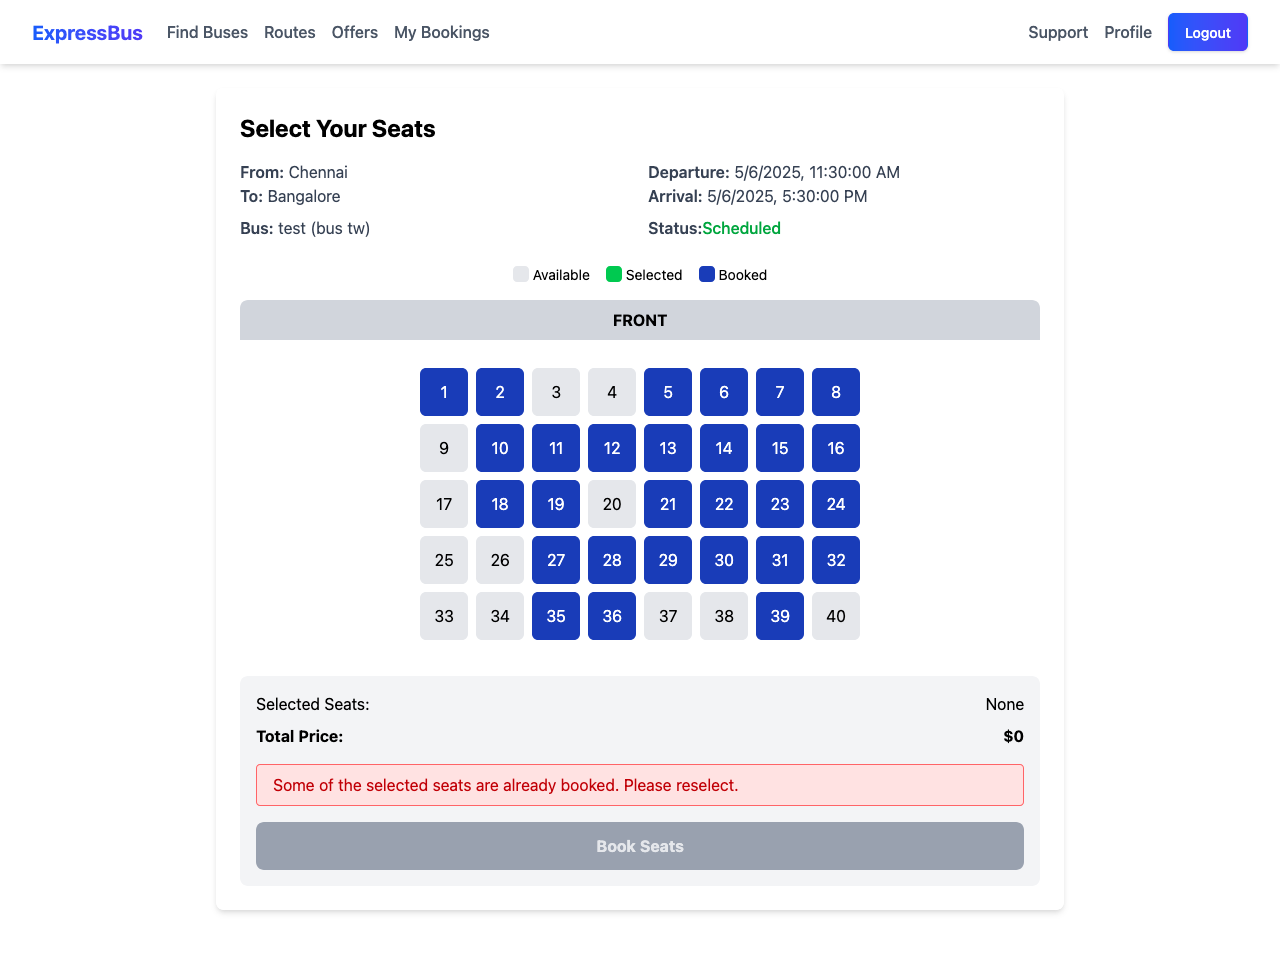 ExpressBus Find Buses Routes Offers My Bookings Support Profile Logout
Select Your Seats
From: Chennai
To: Bangalore
Departure: 5/6/2025, 11:30:00 AM
Arrival: 5/6/2025, 5:30:00 PM
Bus: test (bus tw)
Status:Scheduled
Available Selected Booked
FRONT
1 2 3 4 5 6 7 8
9 10 11 12 13 14 15 16
17 18 19 20 21 22 23 24
25 26 27 28 29 30 31 32
33 34 35 36 37 38 39 40
Selected Seats: None
Total Price: $0
Some of the selected seats are already booked. Please reselect.
Book Seats